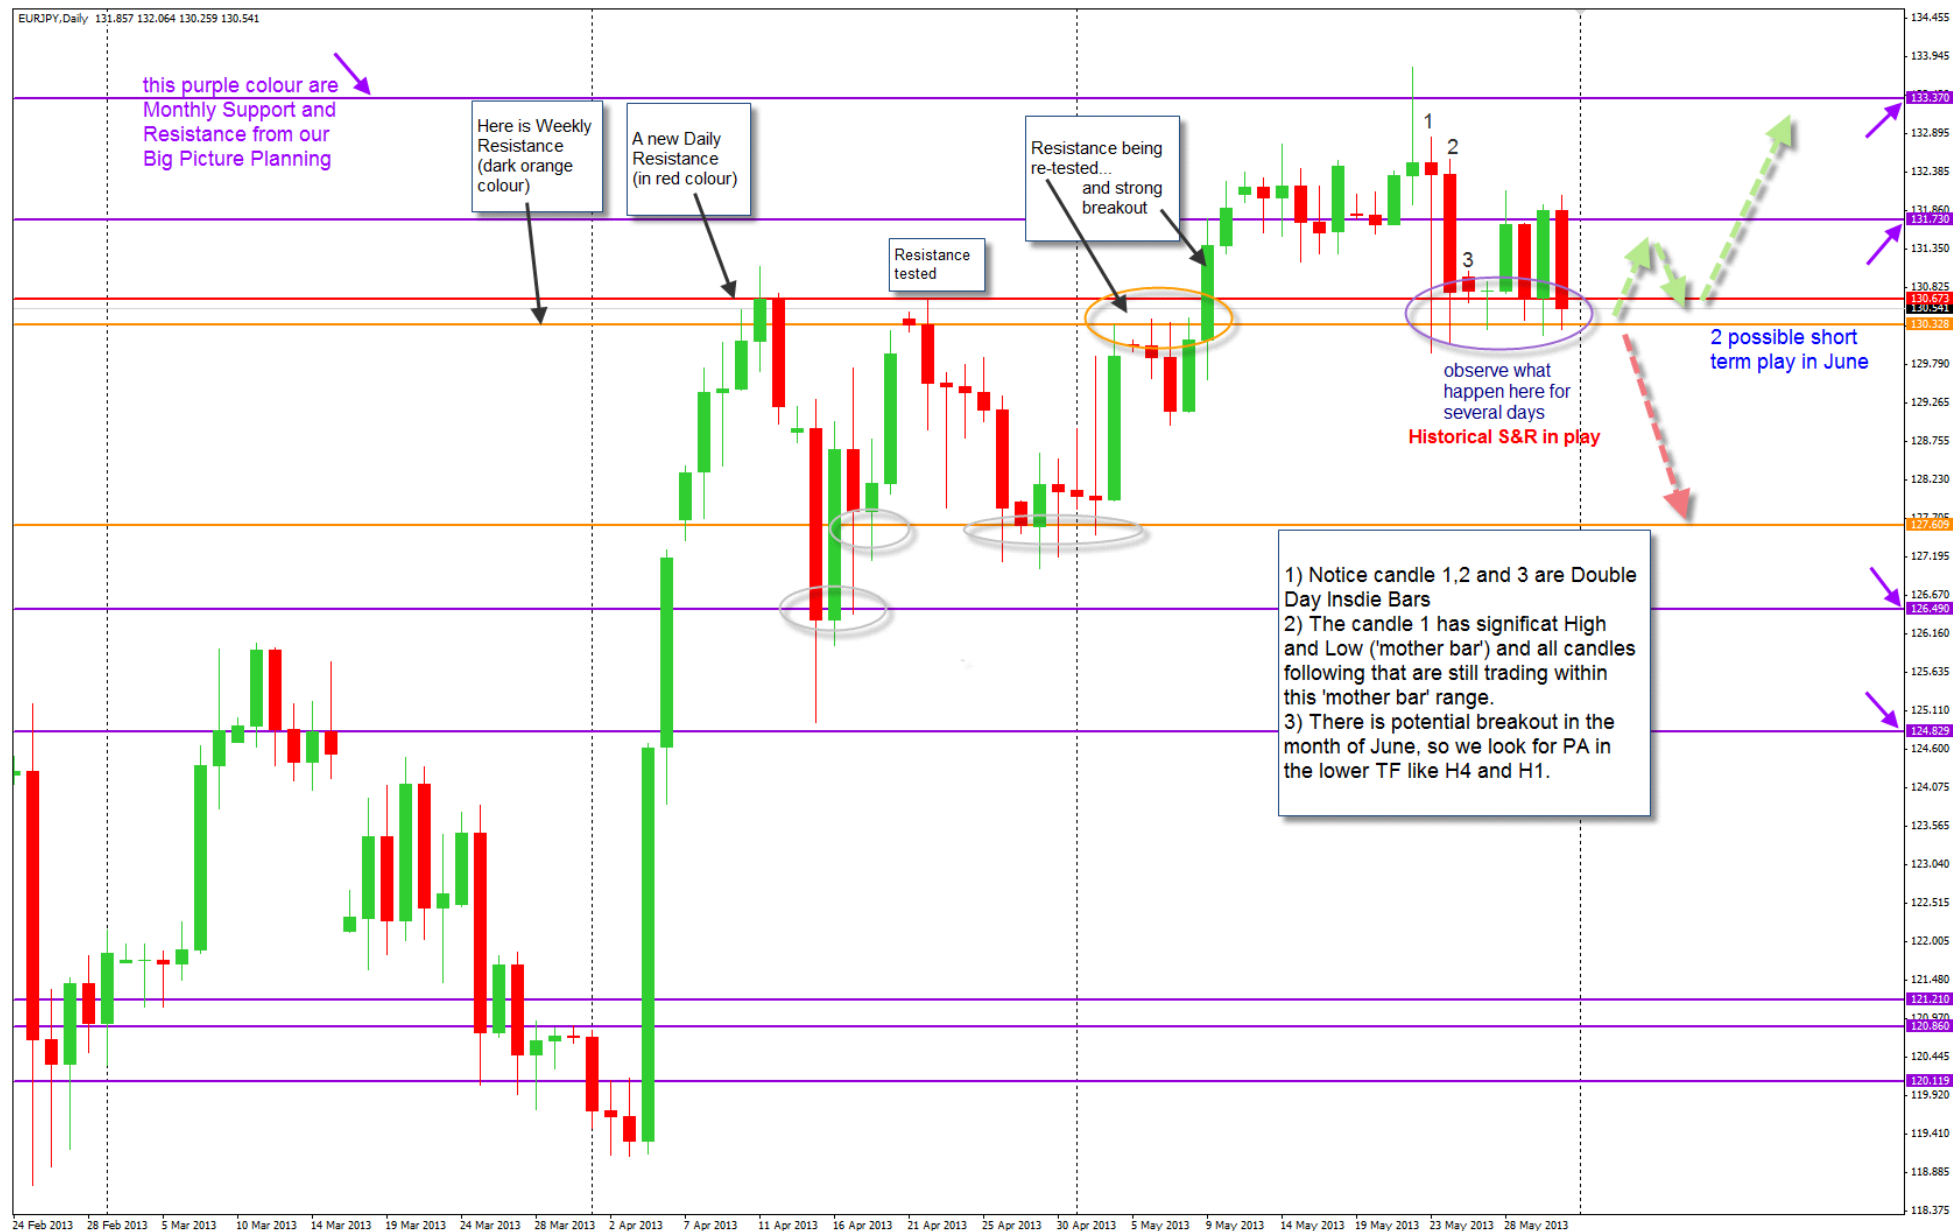 EURJPY,Daily 131.857 132.064 130.259 130.541
this purple colour are
Monthly Support and
Resistance from our
Big Picture Planning
Here is Weekly
Resistance
(dark orange
colour)
A new Daily
Resistance
(in red colour)
Resistance
tested
Resistance being
re-tested...
and strong
breakout
1
2
3
observe what
happen here for
several days
Historical S&R in play
2 possible short
term play in June
1) Notice candle 1,2 and 3 are Double
Day Insdie Bars
2) The candle 1 has significat High
and Low ('mother bar') and all candles
following that are still trading within
this 'mother bar' range.
3) There is potential breakout in the
month of June, so we look for PA in
the lower TF like H4 and H1.
134.455
133.945
133.370
132.895
132.385
131.860
131.730
131.350
130.825
130.673
130.541
130.328
129.790
129.265
128.755
128.230
127.705
127.609
127.195
126.670
126.490
126.160
125.635
125.110
124.829
124.600
124.075
123.565
123.040
122.515
122.005
121.480
121.210
120.970
120.860
120.445
120.119
119.920
119.410
118.885
118.375
24 Feb 2013 28 Feb 2013 5 Mar 2013 10 Mar 2013 14 Mar 2013 19 Mar 2013 24 Mar 2013 28 Mar 2013 2 Apr 2013 7 Apr 2013 11 Apr 2013 16 Apr 2013 21 Apr 2013 25 Apr 2013 30 Apr 2013 5 May 2013 9 May 2013 14 May 2013 19 May 2013 23 May 2013 28 May 2013